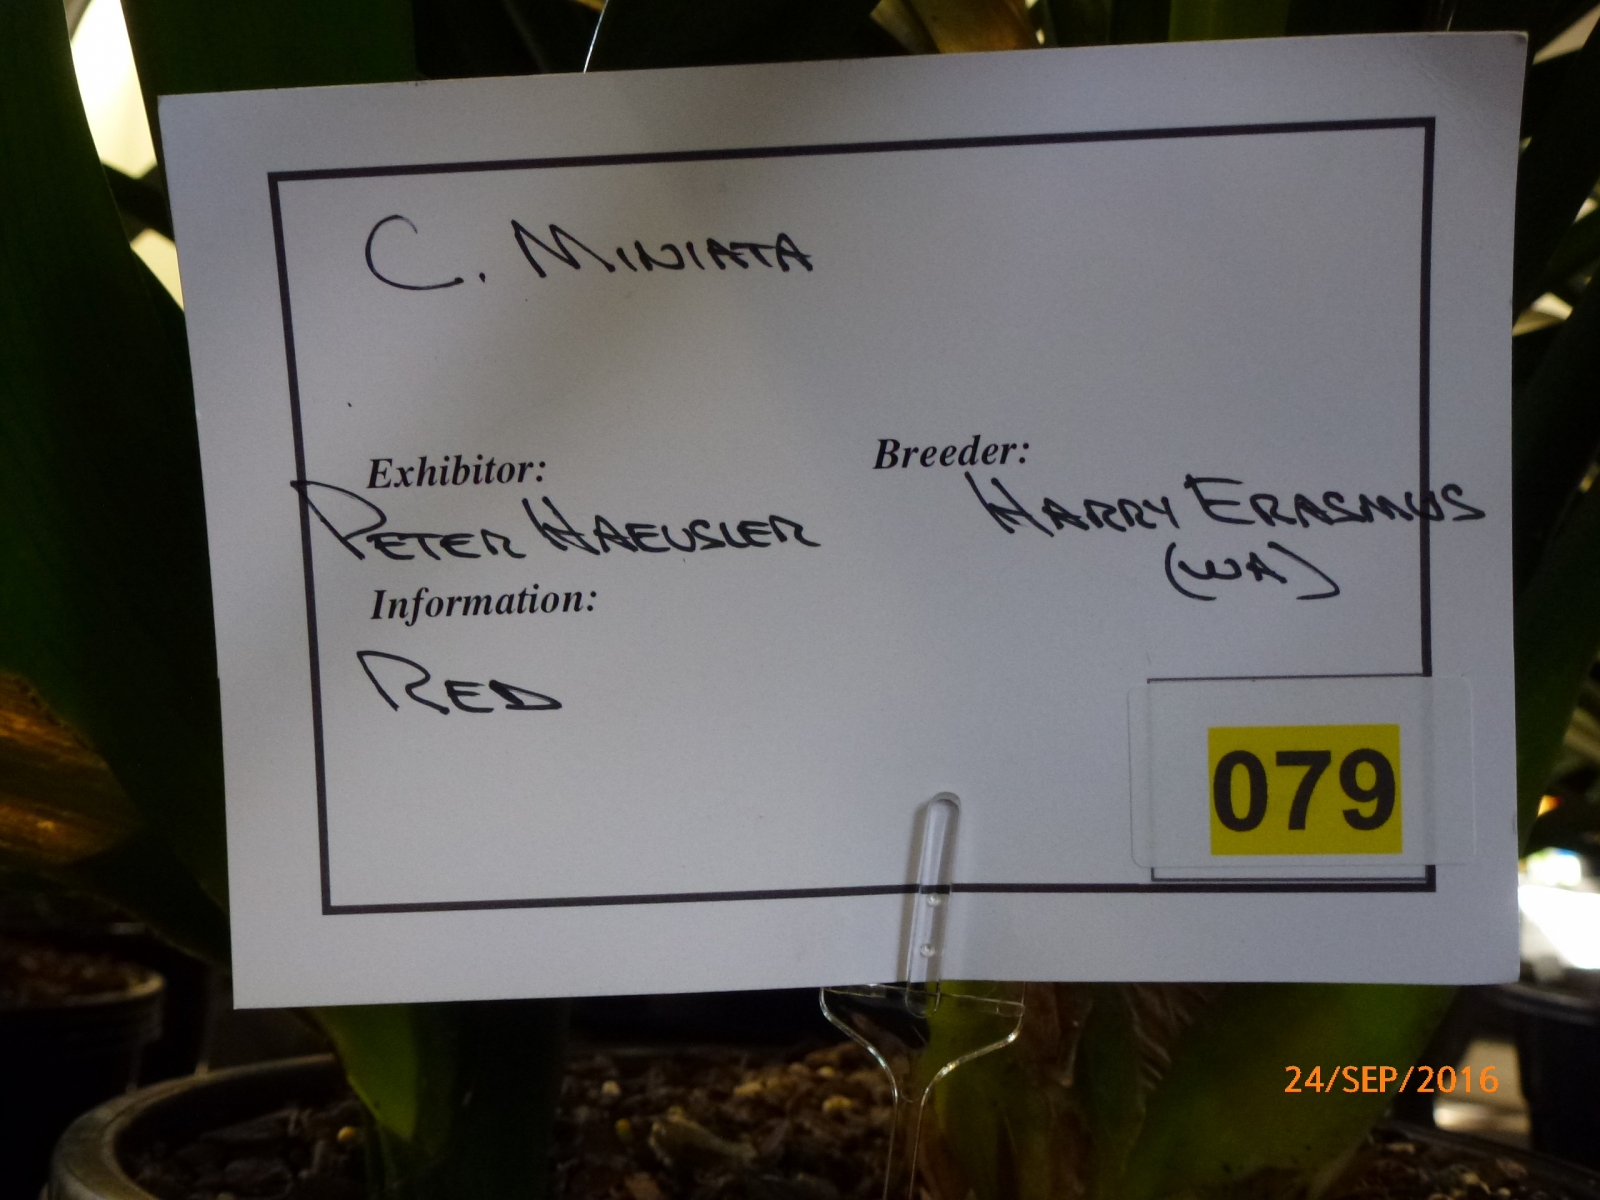 C. MINIATA
Exhibitor:
Breeder:
PETER HAEUSLER
HARRY ERASMUS
(WA)
Information:
RED
079
24/SEP/2016